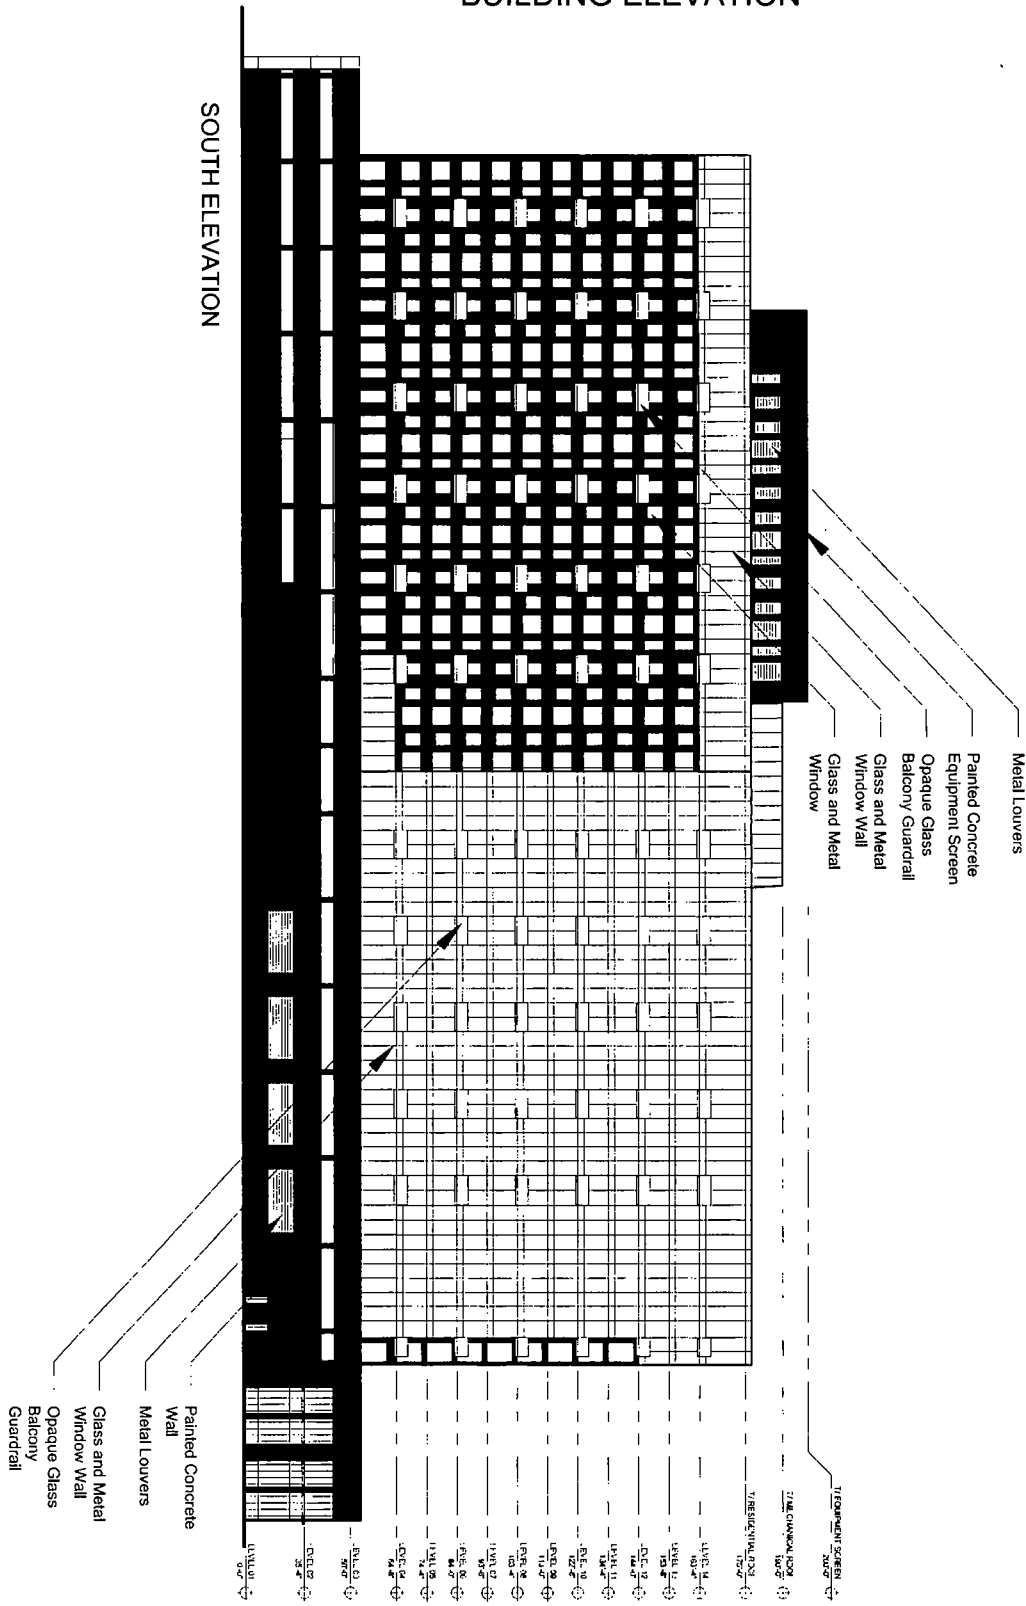 BUILDING ELEVATION
SOUTH ELEVATION
Metal Louvers
Painted Concrete
Equipment Screen
Opaque Glass
Balcony Guardrail
Glass and Metal
Window Wall
Glass and Metal
Window
Painted Concrete
Wall
Metal Louvers
Glass and Metal
Window Wall
Opaque Glass
Balcony
Guardrail
T/ EQUIPMENT SCREEN
T/ MECHANICAL ROOF
T/ RESIDENTIAL ROOF
LEVEL 14
LEVEL 12
LEVEL 11
LEVEL 10
LEVEL 09
LEVEL 08
LEVEL 07
LEVEL 06
LEVEL 05
LEVEL 04
LEVEL 03
LEVEL 02
LEVEL 01
0'-0"